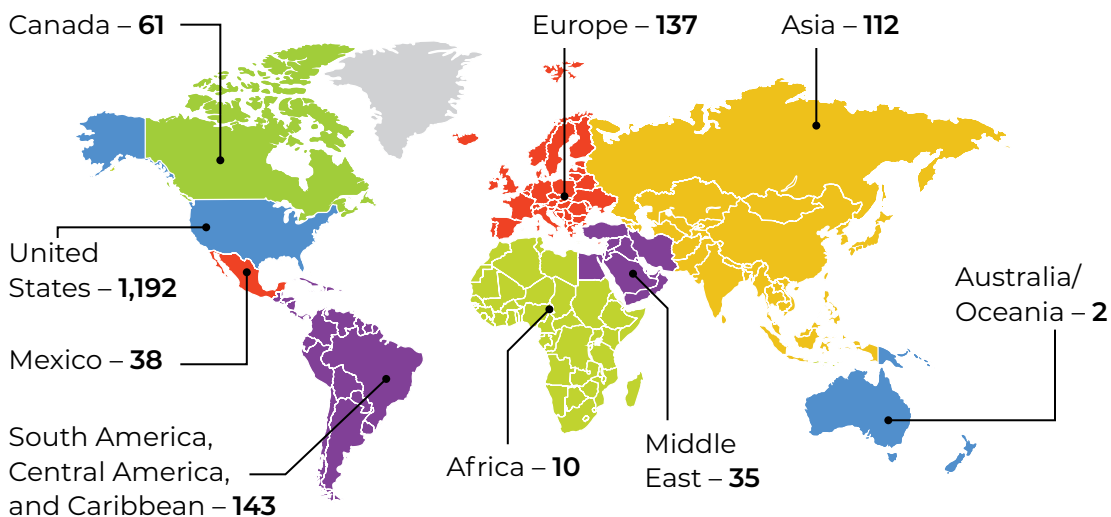 Canada – 61
Europe – 137
Asia – 112
United
States – 1,192
Australia/
Oceania – 2
Mexico – 38
South America,
Central America,
and Caribbean – 143
Africa – 10
Middle
East – 35